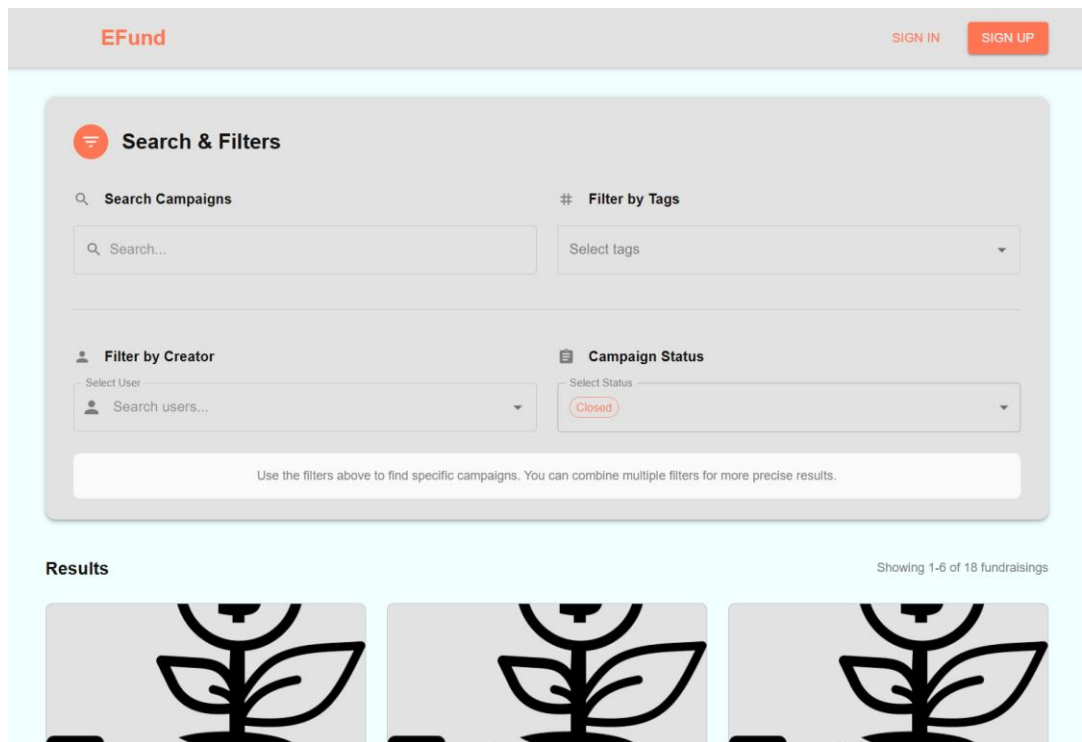 EFund
SIGN IN
SIGN UP
Search & Filters
Search Campaigns
Filter by Tags
Search...
Select tags
Filter by Creator
Campaign Status
Select User
Select Status
Search users...
Closed
Use the filters above to find specific campaigns. You can combine multiple filters for more precise results.
Results
Showing 1-6 of 18 fundraisings